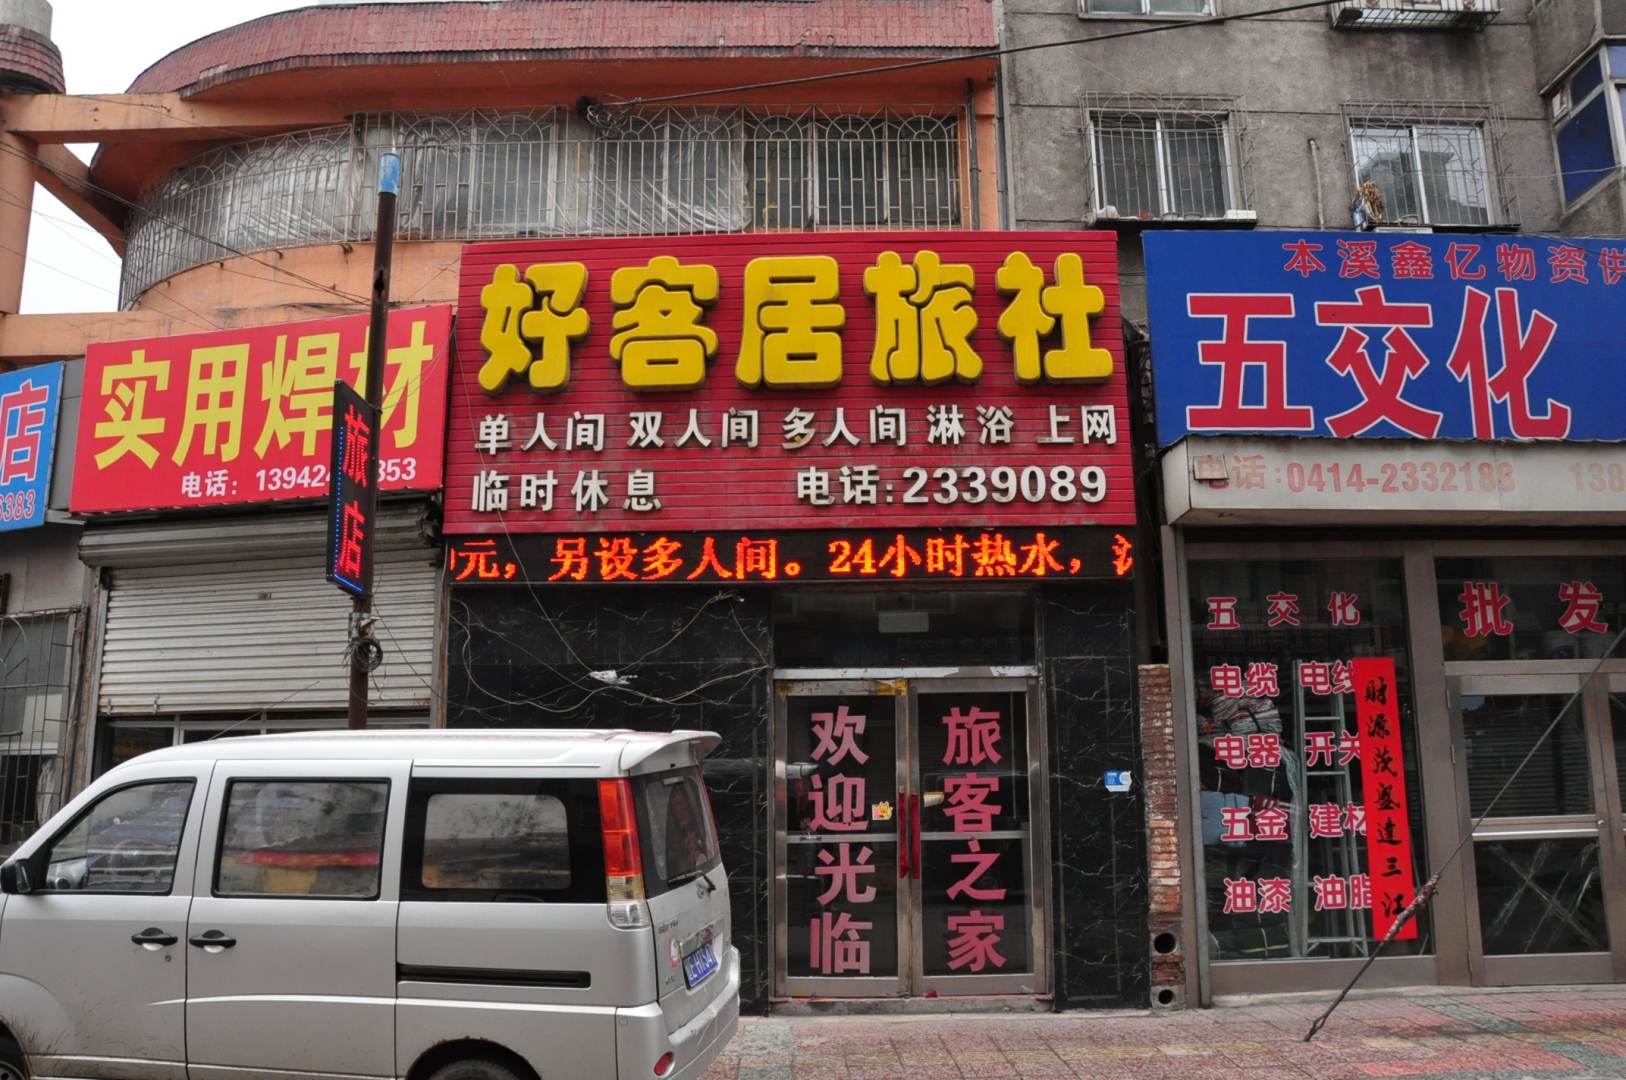 店
3383
实用焊材
电话: 13942 353
旅店
好客居旅社
单人间 双人间 多人间 淋浴 上网
临时休息 电话:2339089
元，另设多人间。24小时热水，
欢迎光临
旅客之家
本溪鑫亿物资供
五交化
电话:0414-2332188 138
五交化
批发
电缆 电线
电器 开关
五金 建材
油漆 油脂
财源茂盛达三江